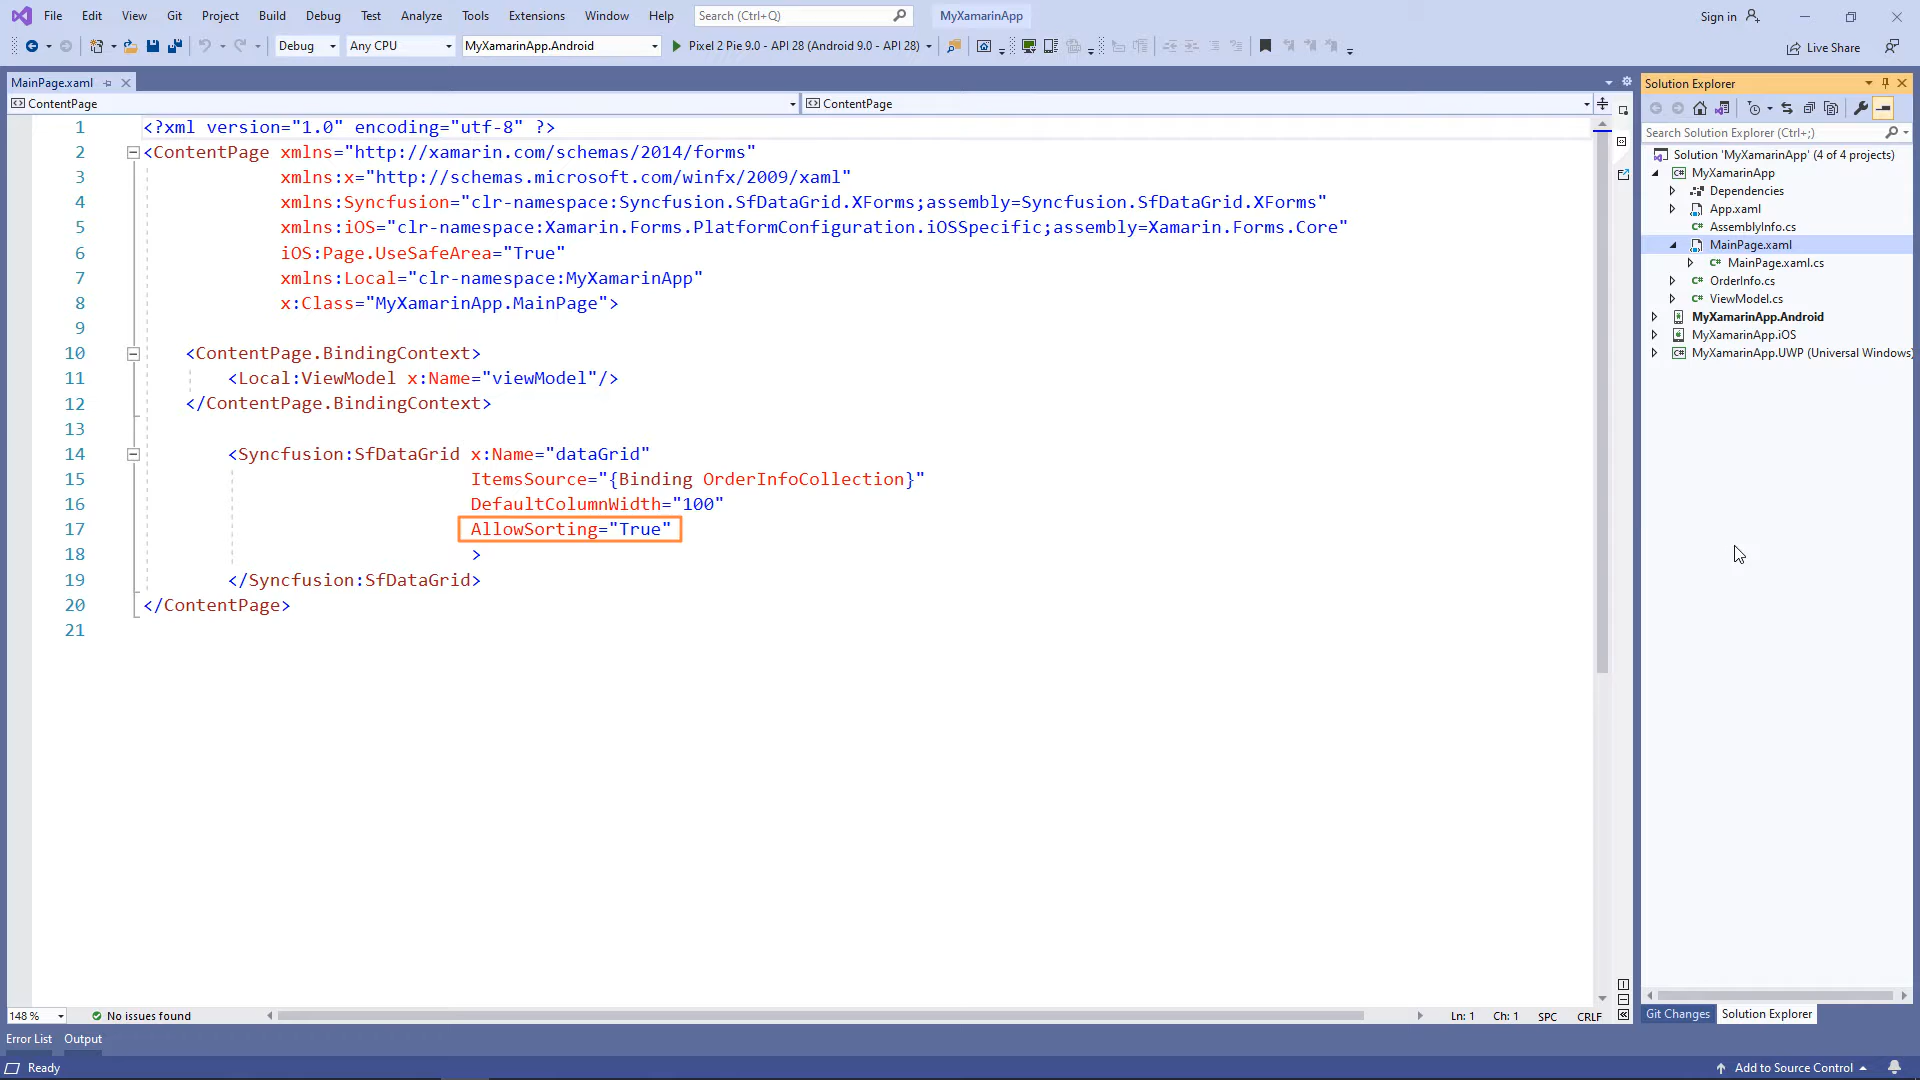 File Edit View Git Project Build Debug Test Analyze Tools Extensions Window Help Search (Ctrl+Q) MyXamarinApp Sign in
Debug Any CPU MyXamarinApp.Android Pixel 2 Pie 9.0 - API 28 (Android 9.0 - API 28) Live Share
MainPage.xaml
ContentPage ContentPage
1 <?xml version="1.0" encoding="utf-8" ?>
2 <ContentPage xmlns="http://xamarin.com/schemas/2014/forms"
3 xmlns:x="http://schemas.microsoft.com/winfx/2009/xaml"
4 xmlns:Syncfusion="clr-namespace:Syncfusion.SfDataGrid.XForms;assembly=Syncfusion.SfDataGrid.XForms"
5 xmlns:iOS="clr-namespace:Xamarin.Forms.PlatformConfiguration.iOSSpecific;assembly=Xamarin.Forms.Core"
6 iOS:Page.UseSafeArea="True"
7 xmlns:Local="clr-namespace:MyXamarinApp"
8 x:Class="MyXamarinApp.MainPage">
9
10 <ContentPage.BindingContext>
11 <Local:ViewModel x:Name="viewModel"/>
12 </ContentPage.BindingContext>
13
14 <Syncfusion:SfDataGrid x:Name="dataGrid"
15 ItemsSource="{Binding OrderInfoCollection}"
16 DefaultColumnWidth="100"
17 AllowSorting="True"
18 >
19 </Syncfusion:SfDataGrid>
20 </ContentPage>
21
Solution Explorer
Search Solution Explorer (Ctrl+;)
Solution 'MyXamarinApp' (4 of 4 projects)
C# MyXamarinApp
Dependencies
App.xaml
C# AssemblyInfo.cs
MainPage.xaml
C# MainPage.xaml.cs
C# OrderInfo.cs
C# ViewModel.cs
MyXamarinApp.Android
MyXamarinApp.iOS
C# MyXamarinApp.UWP (Universal Windows)
Git Changes Solution Explorer
148 % No issues found Ln: 1 Ch: 1 SPC CRLF
Error List Output
Ready Add to Source Control